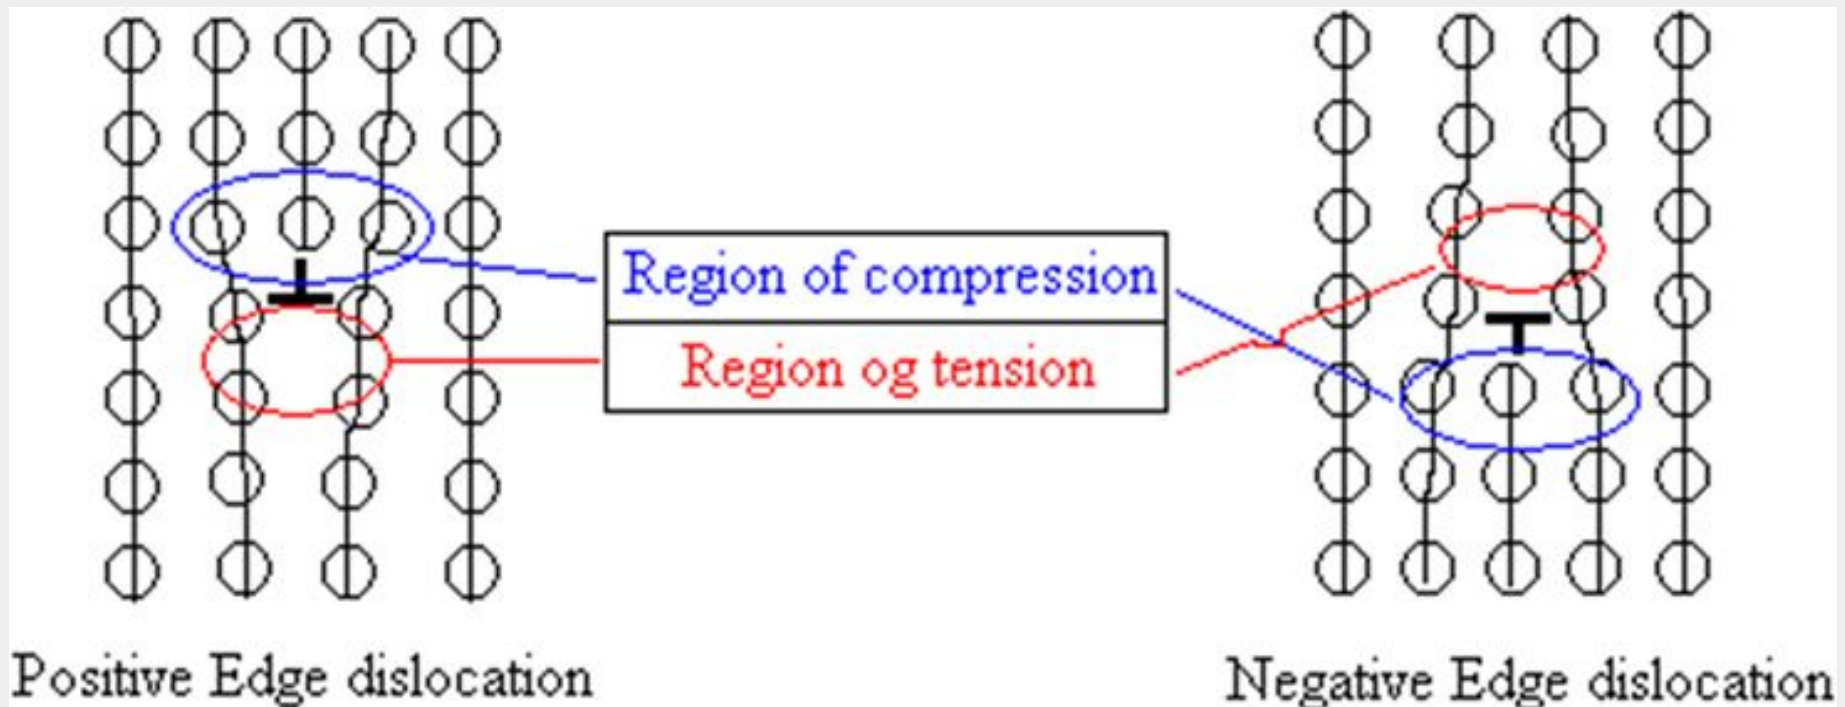 Region of compression
Region og tension
Positive Edge dislocation
Negative Edge dislocation